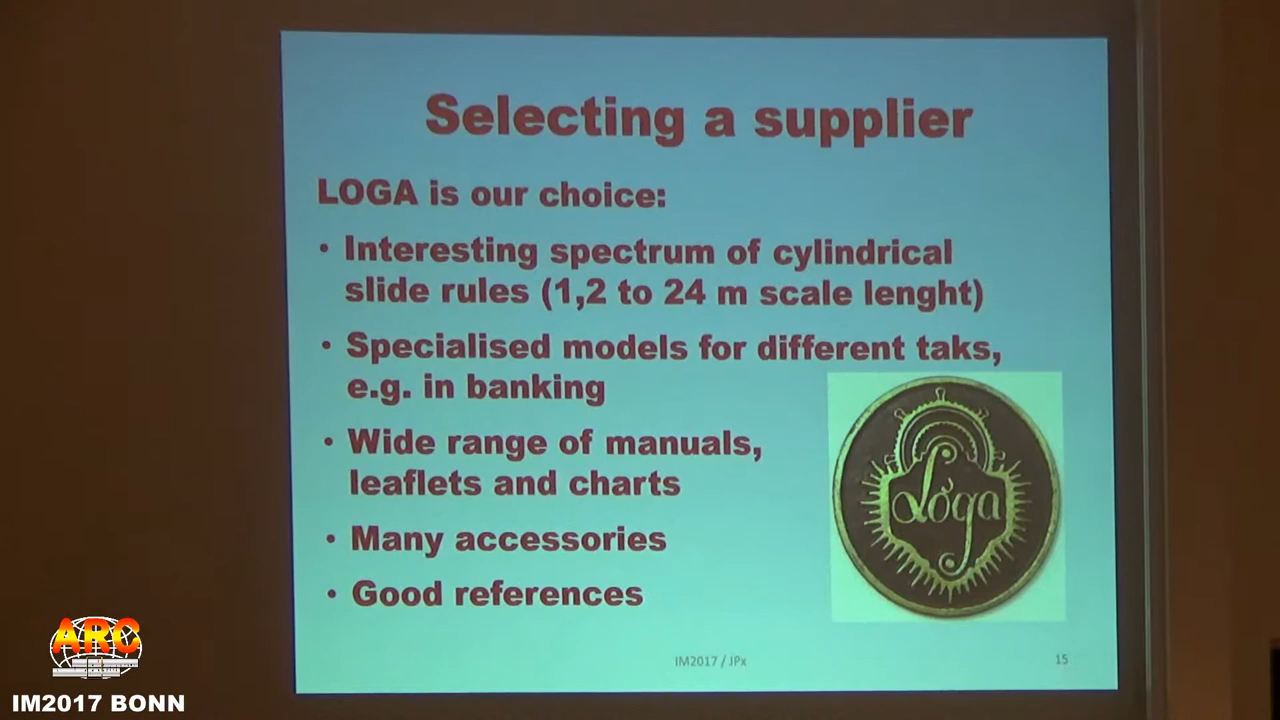 Selecting a supplier
LOGA is our choice:
• Interesting spectrum of cylindrical
slide rules (1,2 to 24 m scale lenght)
• Specialised models for different taks,
e.g. in banking
• Wide range of manuals,
leaflets and charts
• Many accessories
• Good references
Loga
IM2017 / JPx
15
ARC
IM2017 BONN